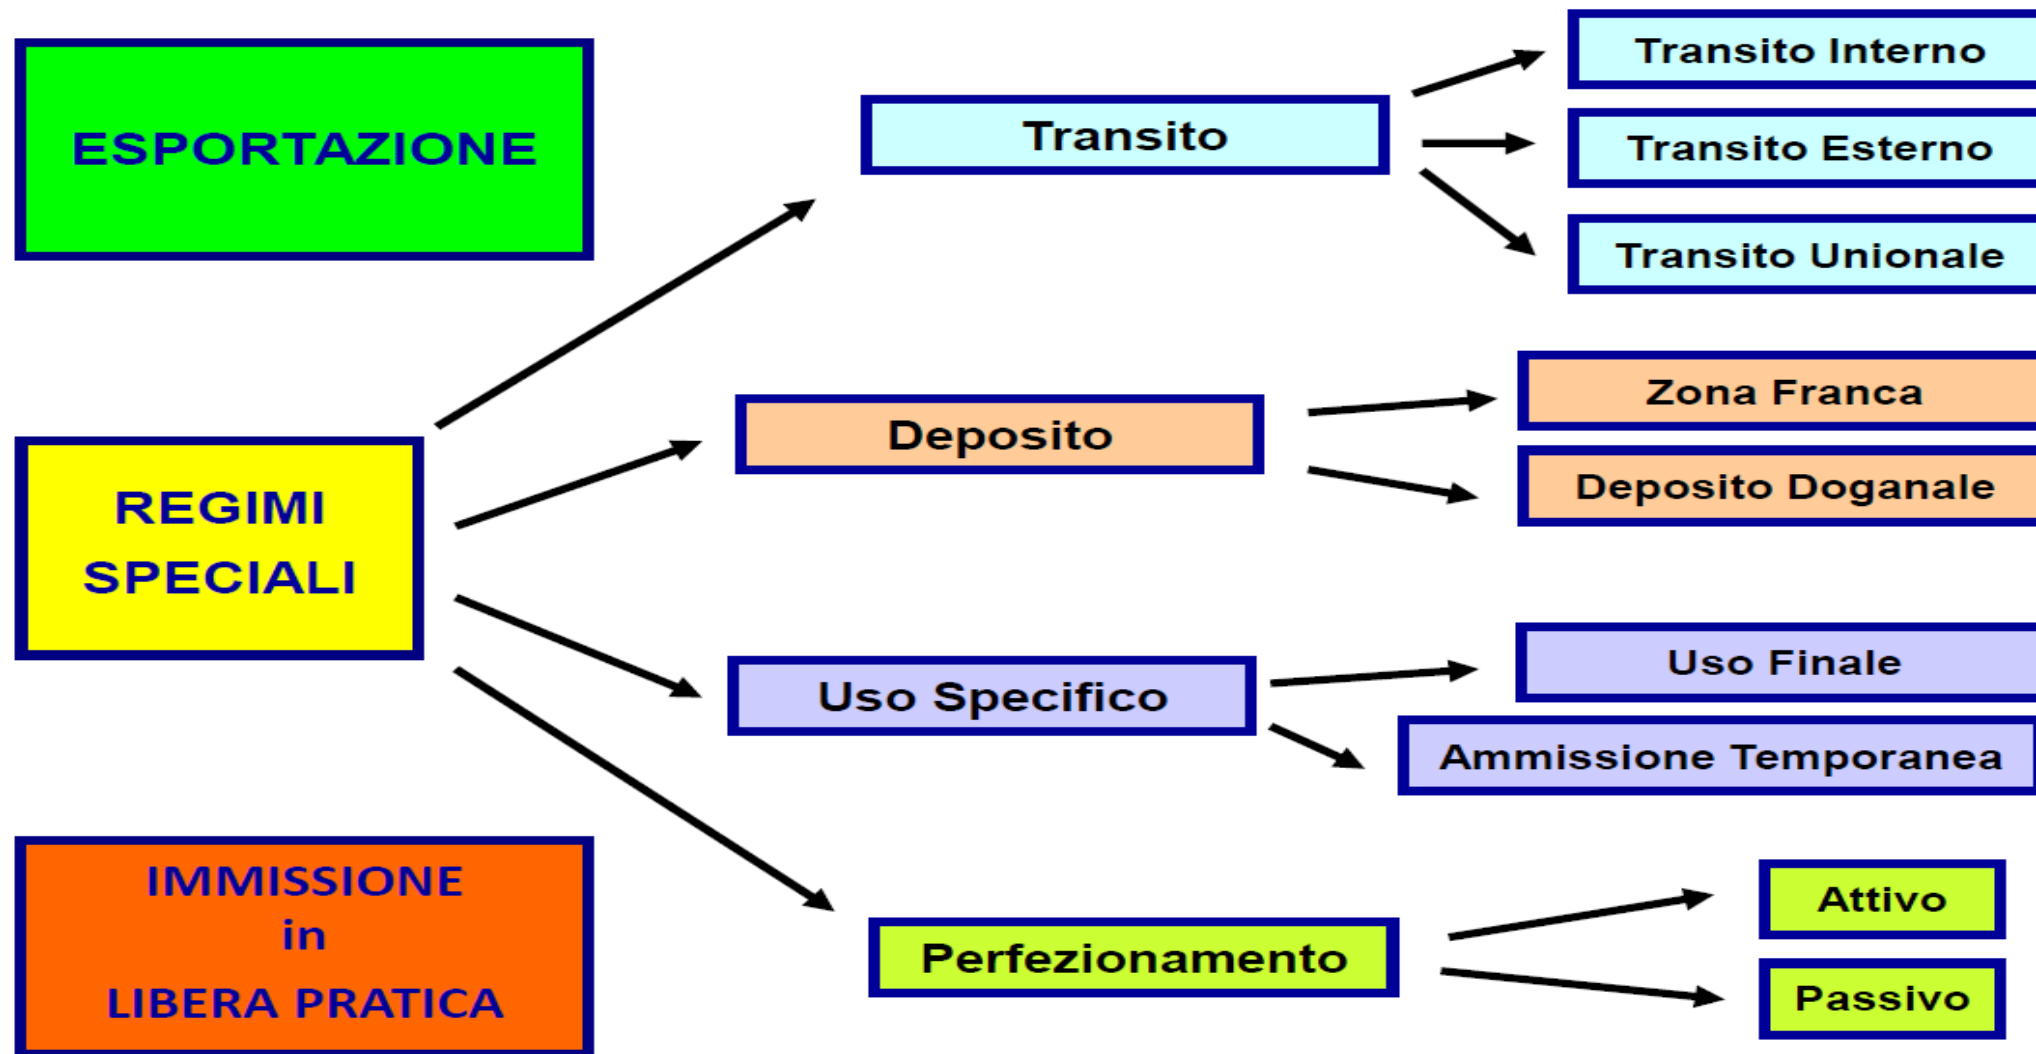 ESPORTAZIONE
Transito
Transito Interno
Transito Esterno
Transito Unionale
REGIMI
SPECIALI
Deposito
Zona Franca
Deposito Doganale
Uso Specifico
Uso Finale
Ammissione Temporanea
IMMISSIONE
in
LIBERA PRATICA
Perfezionamento
Attivo
Passivo